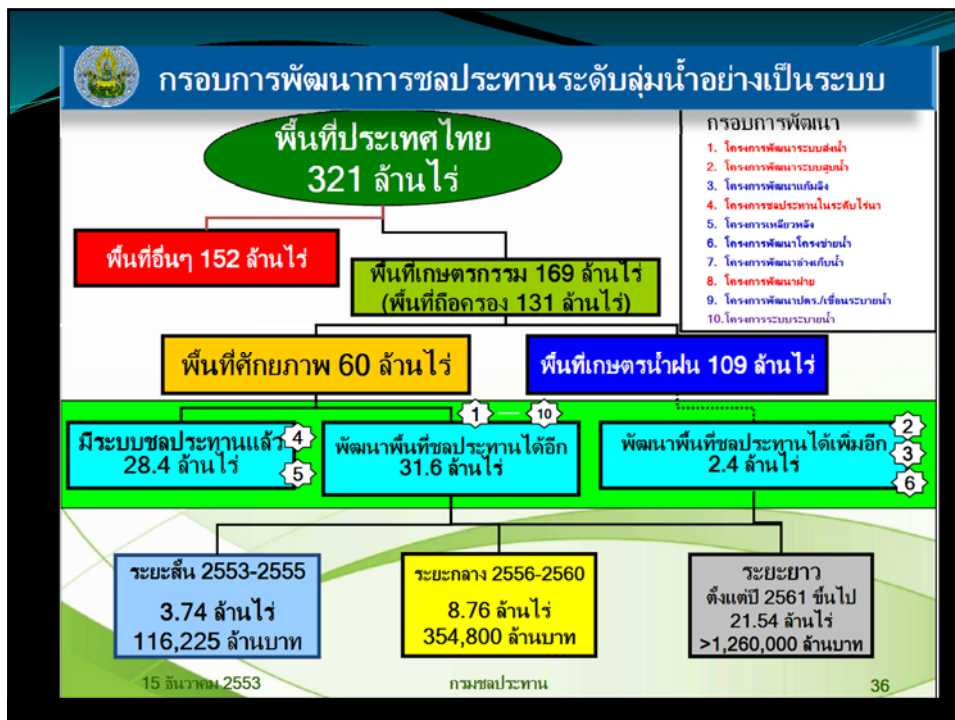 กรอบการพัฒนาการชลประทานระดับลุ่มน้ำอย่างเป็นระบบ
พื้นที่ประเทศไทย
321 ล้านไร่
กรอบการพัฒนา
1. โครงการพัฒนาระบบส่งน้ำ
2. โครงการพัฒนาระบบสูบน้ำ
3. โครงการพัฒนาแก้มลิง
4. โครงการชลประทานในระดับไร่นา
5. โครงการเหลียวหลัง
6. โครงการพัฒนาโครงข่ายน้ำ
7. โครงการพัฒนาอ่างเก็บน้ำ
8. โครงการพัฒนาฝาย
9. โครงการพัฒนาปตร./เขื่อนระบายน้ำ
10.โครงการระบบระบายน้ำ
พื้นที่อื่นๆ 152 ล้านไร่
พื้นที่เกษตรกรรม 169 ล้านไร่
(พื้นที่ถือครอง 131 ล้านไร่)
พื้นที่ศักยภาพ 60 ล้านไร่
พื้นที่เกษตรน้ำฝน 109 ล้านไร่
มีระบบชลประทานแล้ว
28.4 ล้านไร่
4
5
1 — 10
พัฒนาพื้นที่ชลประทานได้อีก
31.6 ล้านไร่
พัฒนาพื้นที่ชลประทานได้เพิ่มอีก
2.4 ล้านไร่
2
3
6
ระยะสั้น 2553-2555
3.74 ล้านไร่
116,225 ล้านบาท
ระยะกลาง 2556-2560
8.76 ล้านไร่
354,800 ล้านบาท
ระยะยาว
ตั้งแต่ปี 2561 ขึ้นไป
21.54 ล้านไร่
>1,260,000 ล้านบาท
15 ธันวาคม 2553
กรมชลประทาน
36